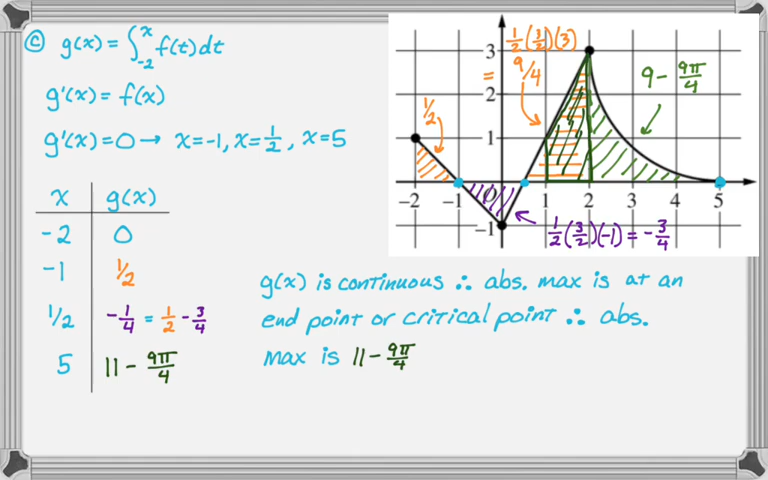 ⓒ g(x) = ∫₋₂ˣ f(t)dt
g'(x) = f(x)
g'(x) = 0 → x=-1, x=1/2, x=5
x g(x)
-2 0
-1 1/2
1/2 -1/4 = 1/2 - 3/4
5 11 - 9π/4
1/2(3/2)(3)
= 9/4
1/2
9 - 9π/4
1/2(3/2)(-1) = -3/4
3
2
1
-1
-2 -1 0 1 2 3 4 5
g(x) is continuous ∴ abs. max is at an
end point or critical point ∴ abs.
max is 11 - 9π/4